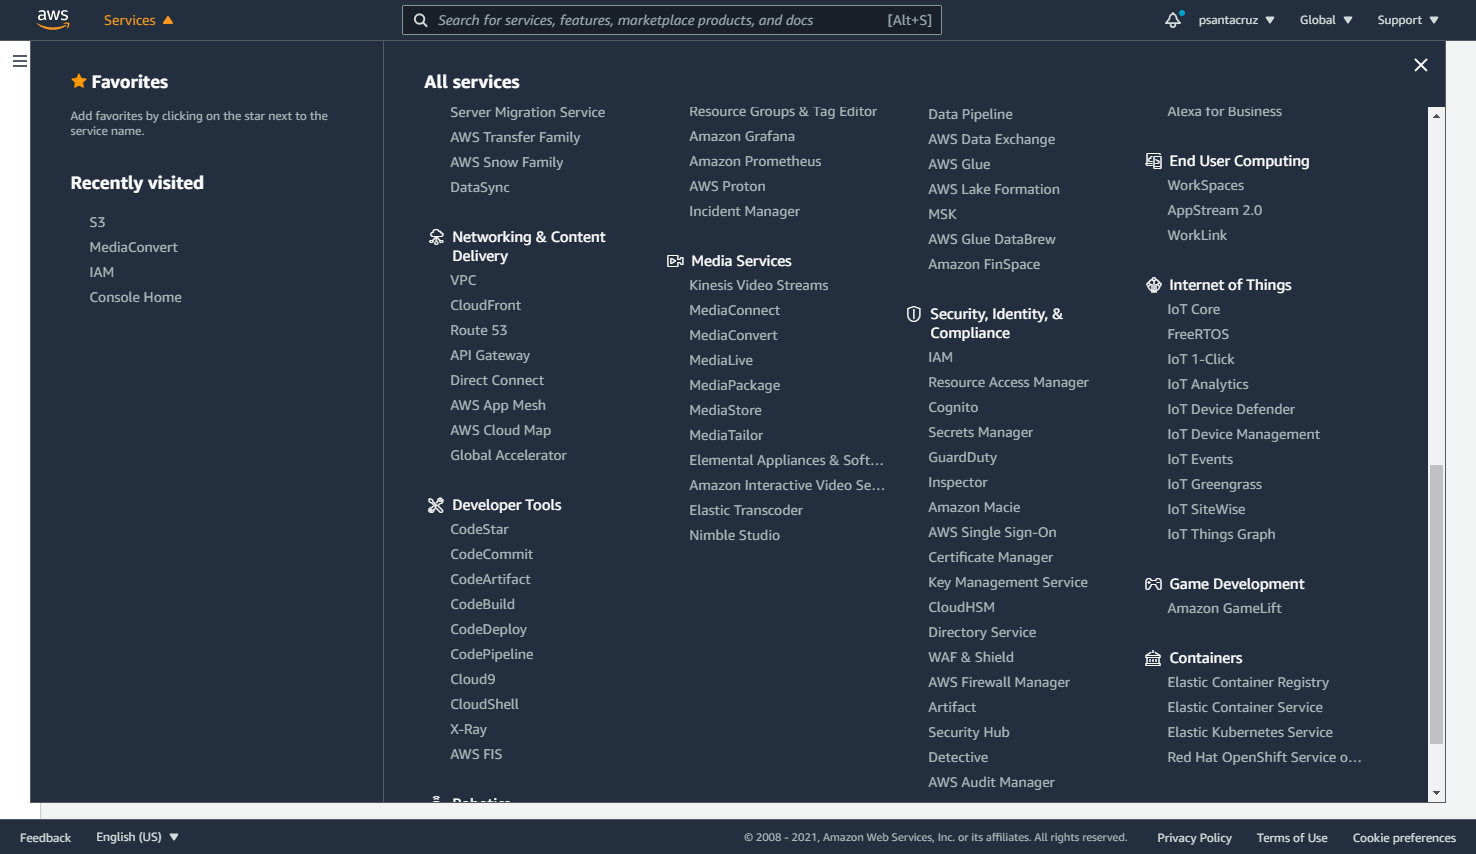 aws
Services
Search for services, features, marketplace products, and docs
[Alt+S]
psantacruz
Global
Support
Favorites
Add favorites by clicking on the star next to the
service name.
Recently visited
S3
MediaConvert
IAM
Console Home
All services
Server Migration Service
AWS Transfer Family
AWS Snow Family
DataSync
Networking & Content
Delivery
VPC
CloudFront
Route 53
API Gateway
Direct Connect
AWS App Mesh
AWS Cloud Map
Global Accelerator
Developer Tools
CodeStar
CodeCommit
CodeArtifact
CodeBuild
CodeDeploy
CodePipeline
Cloud9
CloudShell
X-Ray
AWS FIS
Robotics
Resource Groups & Tag Editor
Amazon Grafana
Amazon Prometheus
AWS Proton
Incident Manager
Media Services
Kinesis Video Streams
MediaConnect
MediaConvert
MediaLive
MediaPackage
MediaStore
MediaTailor
Elemental Appliances & Soft...
Amazon Interactive Video Se...
Elastic Transcoder
Nimble Studio
Data Pipeline
AWS Data Exchange
AWS Glue
AWS Lake Formation
MSK
AWS Glue DataBrew
Amazon FinSpace
Security, Identity, &
Compliance
IAM
Resource Access Manager
Cognito
Secrets Manager
GuardDuty
Inspector
Amazon Macie
AWS Single Sign-On
Certificate Manager
Key Management Service
CloudHSM
Directory Service
WAF & Shield
AWS Firewall Manager
Artifact
Security Hub
Detective
AWS Audit Manager
Alexa for Business
End User Computing
WorkSpaces
AppStream 2.0
WorkLink
Internet of Things
IoT Core
FreeRTOS
IoT 1-Click
IoT Analytics
IoT Device Defender
IoT Device Management
IoT Events
IoT Greengrass
IoT SiteWise
IoT Things Graph
Game Development
Amazon GameLift
Containers
Elastic Container Registry
Elastic Container Service
Elastic Kubernetes Service
Red Hat OpenShift Service o...
Feedback
English (US)
© 2008 - 2021, Amazon Web Services, Inc. or its affiliates. All rights reserved.
Privacy Policy
Terms of Use
Cookie preferences